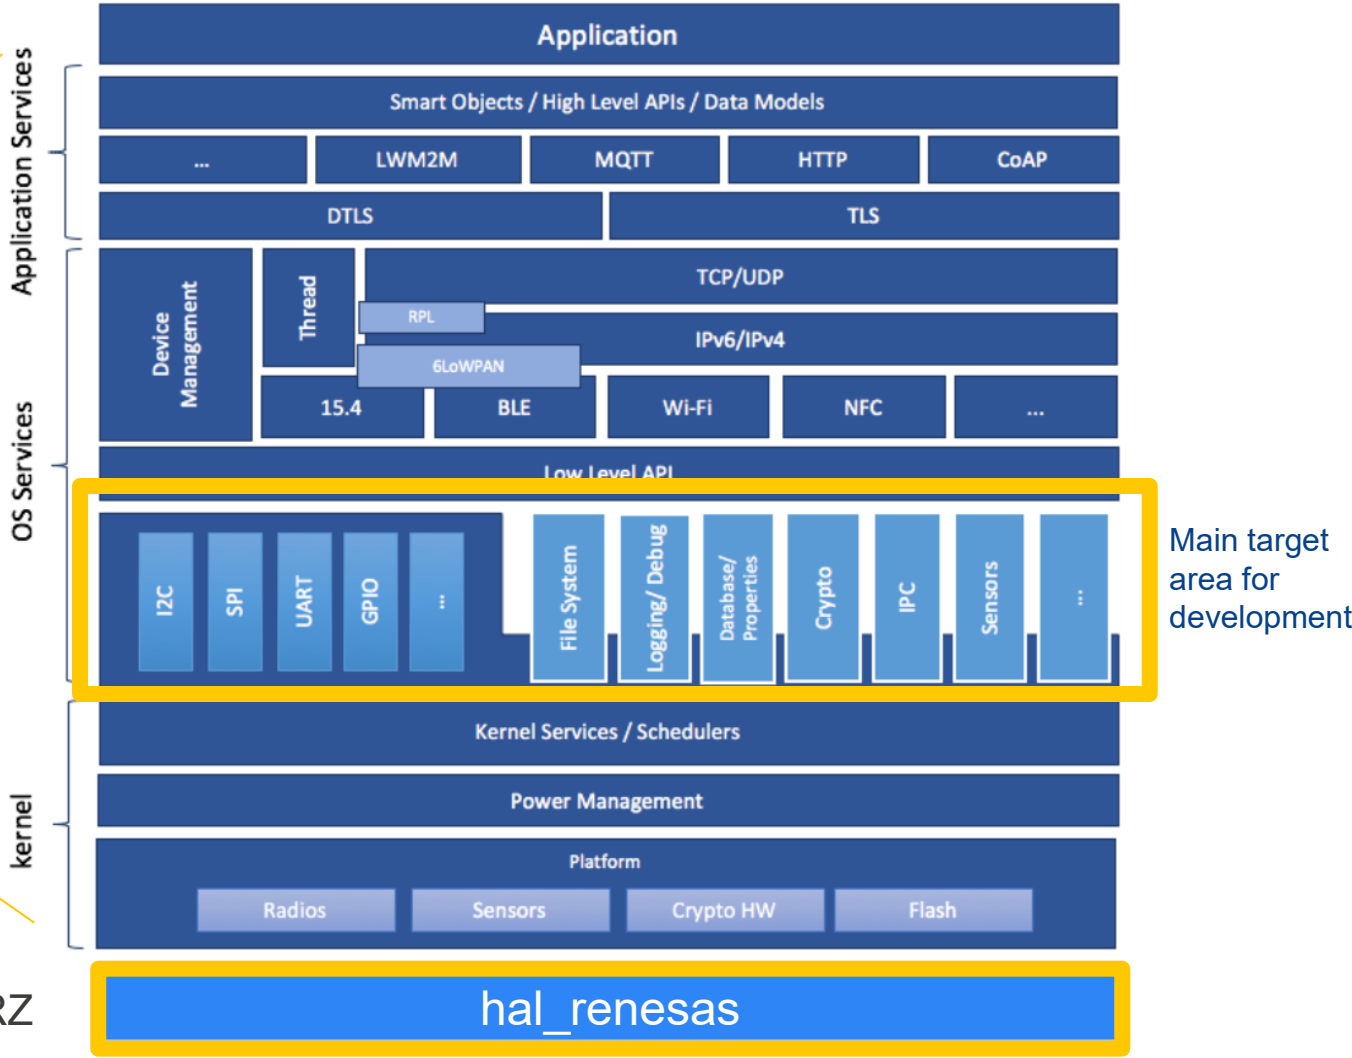 Application
Application Services
Smart Objects / High Level APIs / Data Models
... LWM2M MQTT HTTP CoAP
DTLS TLS
OS Services
Device
Management
Thread
TCP/UDP
RPL
IPv6/IPv4
6LoWPAN
15.4 BLE Wi-Fi NFC ...
Low Level API
I2C SPI UART GPIO ...
File System
Logging/ Debug
Database/
Properties
Crypto
IPC
Sensors
...
Main target
area for
development
kernel
Kernel Services / Schedulers
Power Management
Platform
Radios Sensors Crypto HW Flash
RZ
hal_renesas